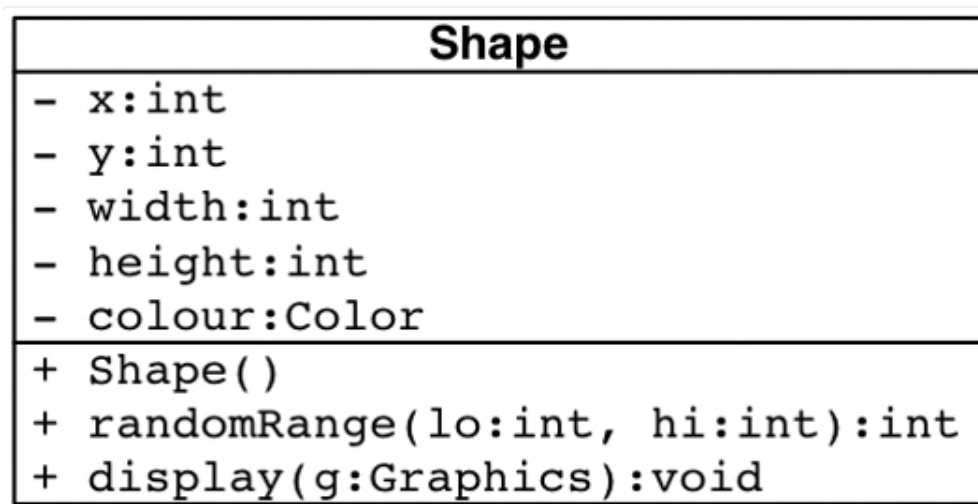 Shape
- x:int
- y:int
- width:int
- height:int
- colour:Color
+ Shape()
+ randomRange(lo:int, hi:int):int
+ display(g:Graphics):void